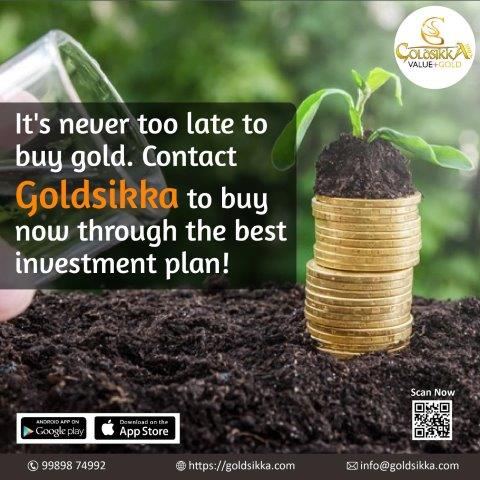 GOLDSIKKA
VALUE+GOLD
It's never too late to
buy gold. Contact
Goldsikka to buy
now through the best
investment plan!
Scan Now
ANDROID APP ON
Google play
Download on the
App Store
99898 74992
https://goldsikka.com
info@goldsikka.com